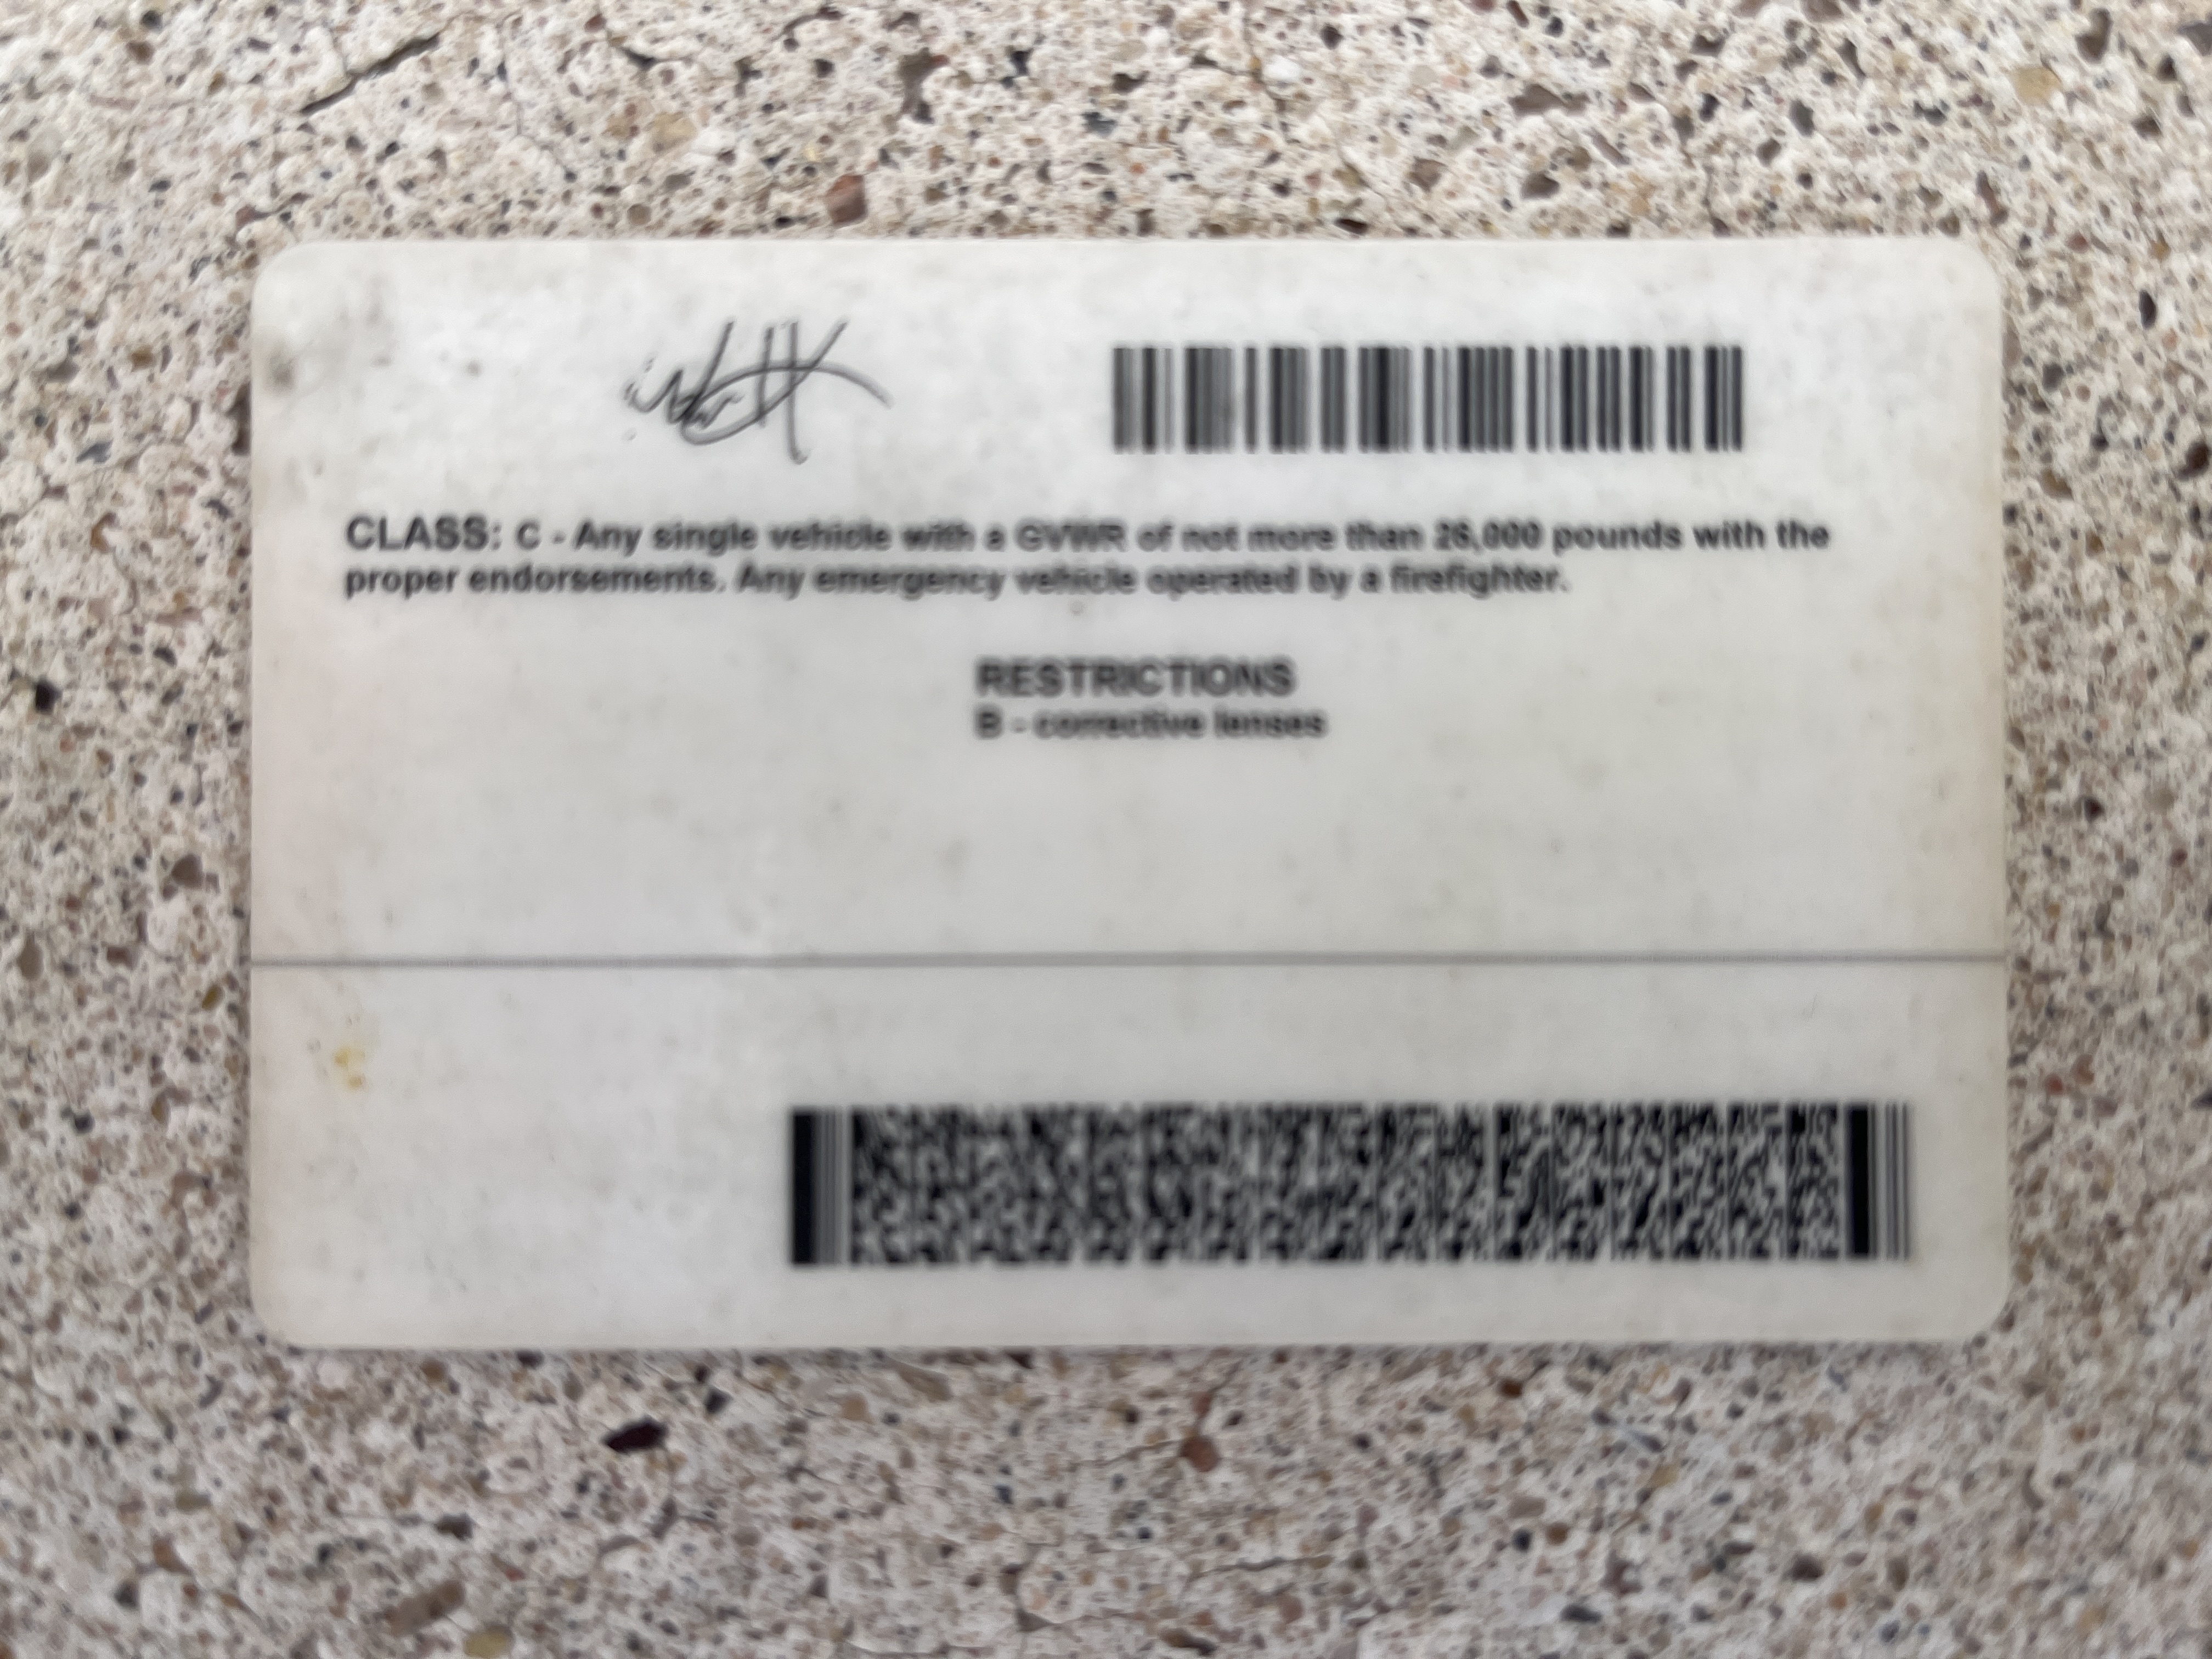 CLASS: C - Any single vehicle with a GVWR of not more than 26,000 pounds with the
proper endorsements. Any emergency vehicle operated by a firefighter.
RESTRICTIONS
B - corrective lenses